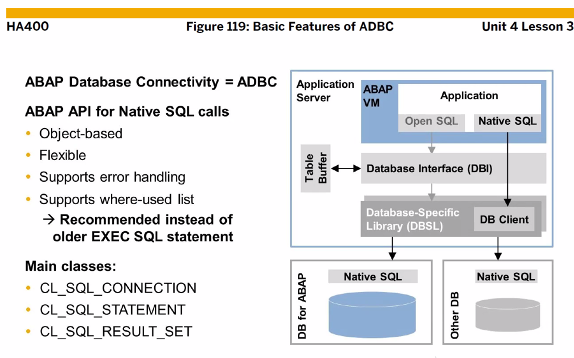 HA400
Figure 119: Basic Features of ADBC
Unit 4 Lesson 3
ABAP Database Connectivity = ADBC
ABAP API for Native SQL calls
• Object-based
• Flexible
• Supports error handling
• Supports where-used list
→ Recommended instead of
older EXEC SQL statement
Main classes:
• CL_SQL_CONNECTION
• CL_SQL_STATEMENT
• CL_SQL_RESULT_SET
Application
Server
ABAP
VM
Application
Open SQL
Native SQL
Table
Buffer
Database Interface (DBI)
Database-Specific
Library (DBSL)
DB Client
DB for ABAP
Native SQL
Other DB
Native SQL